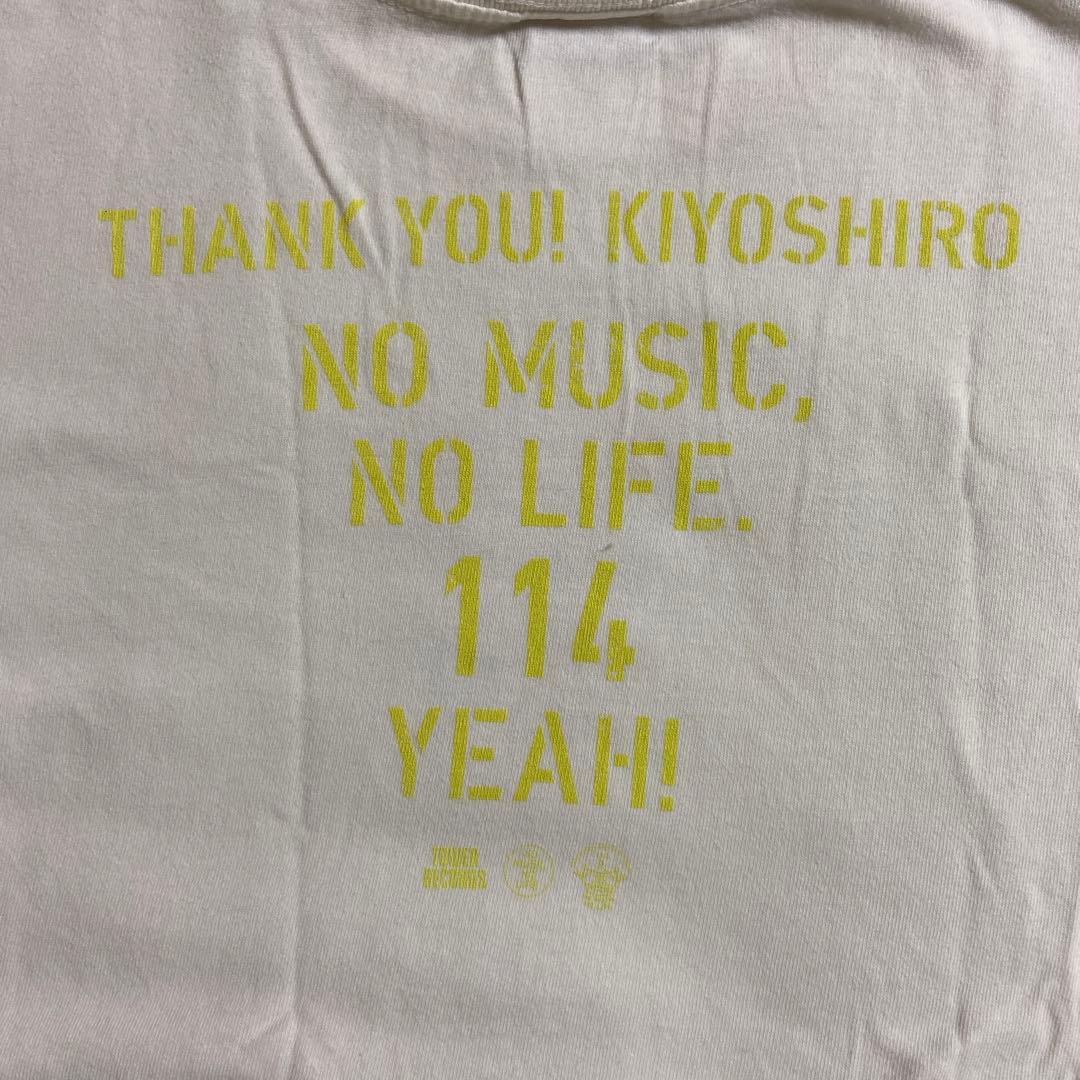 THANK YOU! KIYOSHIRO
NO MUSIC,
NO LIFE.
114
YEAH!
TOWER
RECORDS